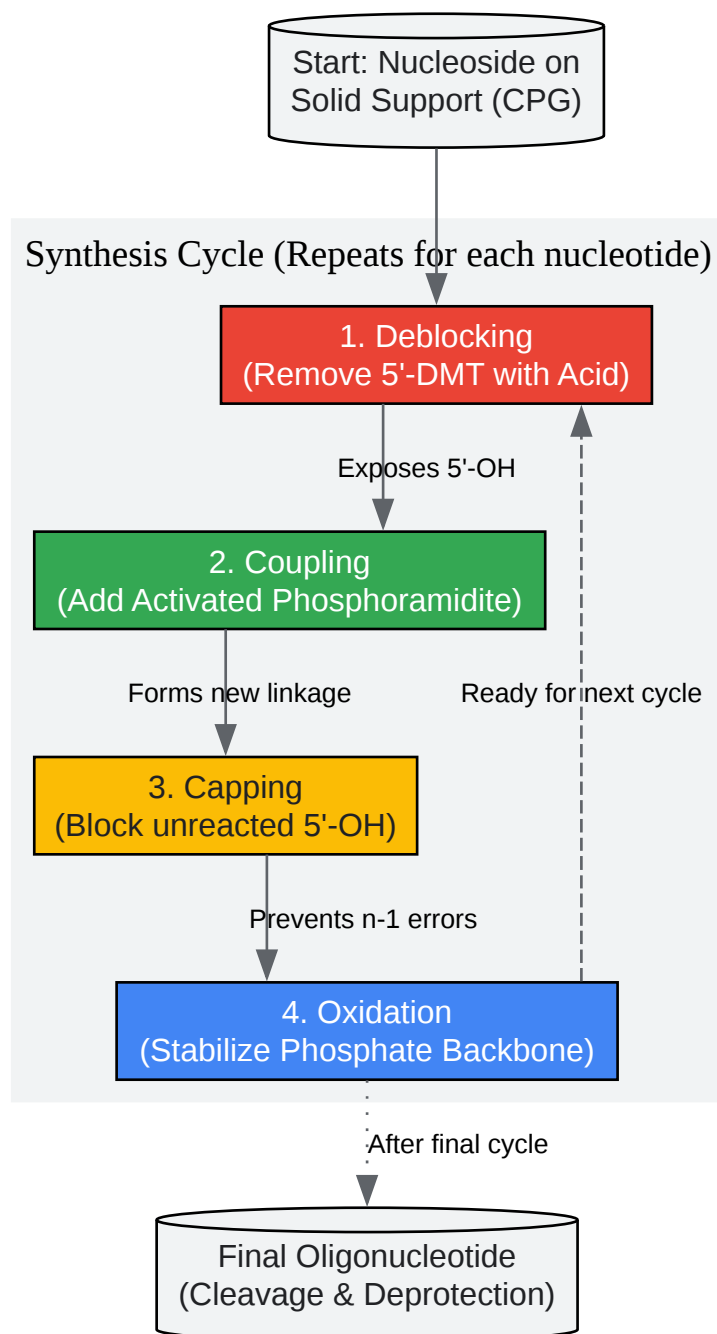 Start: Nucleoside on
Solid Support (CPG)
Synthesis Cycle (Repeats for each nucleotide)
1. Deblocking
(Remove 5'-DMT with Acid)
Exposes 5'-OH
2. Coupling
(Add Activated Phosphoramidite)
Forms new linkage
Ready for next cycle
3. Capping
(Block unreacted 5'-OH)
Prevents n-1 errors
4. Oxidation
(Stabilize Phosphate Backbone)
After final cycle
Final Oligonucleotide
(Cleavage & Deprotection)